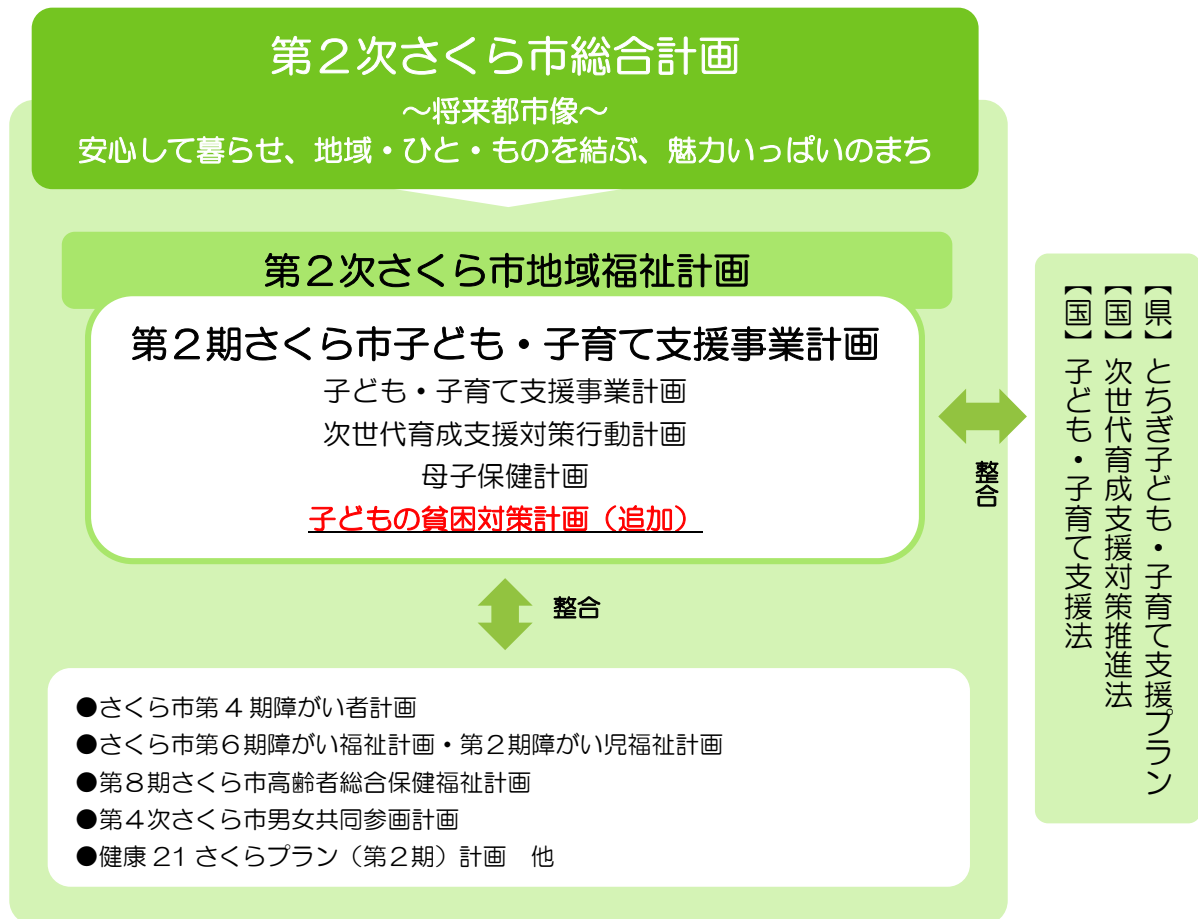 第２次さくら市総合計画
～将来都市像～
安心して暮らせ、地域・ひと・ものを結ぶ、魅力いっぱいのまち
第２次さくら市地域福祉計画
第２期さくら市子ども・子育て支援事業計画
子ども・子育て支援事業計画
次世代育成支援対策行動計画
母子保健計画
子どもの貧困対策計画（追加）
整合
●さくら市第 4 期障がい者計画
●さくら市第６期障がい福祉計画・第２期障がい児福祉計画
●第８期さくら市高齢者総合保健福祉計画
●第４次さくら市男女共同参画計画
●健康 21 さくらプラン（第２期）計画　他
整合
【県】とちぎ子ども・子育て支援プラン
【国】次世代育成支援対策推進法
【国】子ども・子育て支援法